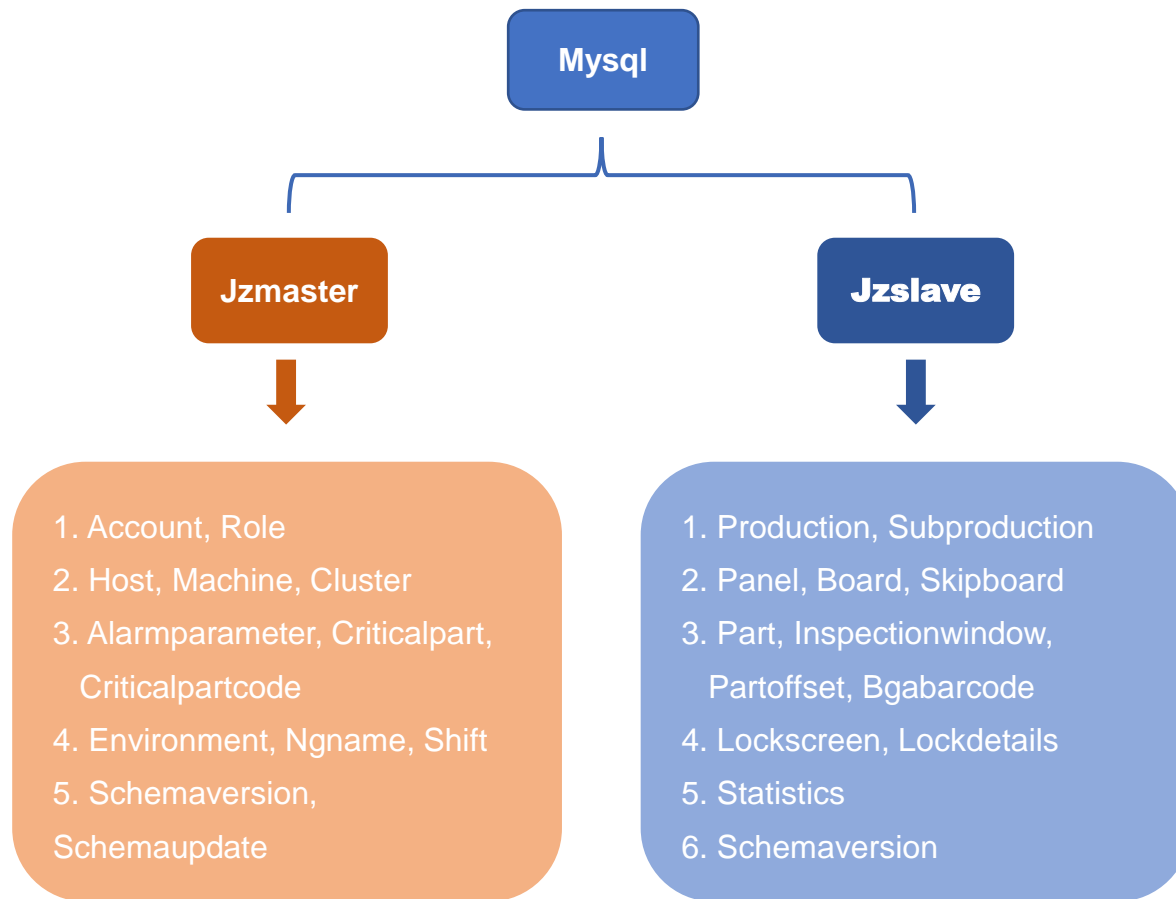 Mysql
Jzmaster
Jzslave
1. Account, Role
2. Host, Machine, Cluster
3. Alarmparameter, Criticalpart,
Criticalpartcode
4. Environment, Ngname, Shift
5. Schemaversion,
Schemaupdate
1. Production, Subproduction
2. Panel, Board, Skipboard
3. Part, Inspectionwindow,
Partoffset, Bgabarcode
4. Lockscreen, Lockdetails
5. Statistics
6. Schemaversion